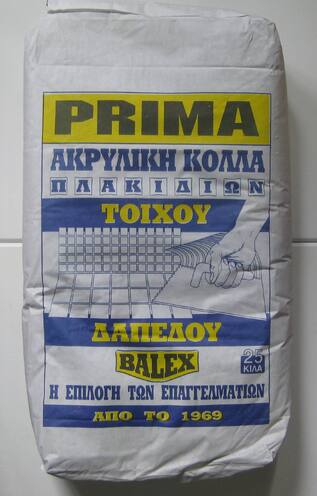 PRIMA
ΑΚΡΥΛΙΚΗ ΚΟΛΛΑ
ΠΛΑΚΙΔΙΩΝ
ΤΟΙΧΟΥ
ΔΑΠΕΔΟΥ
BALEX
25
ΚΙΛΑ
Η ΕΠΙΛΟΓΗ ΤΩΝ ΕΠΑΓΓΕΛΜΑΤΙΩΝ
ΑΠΟ ΤΟ 1969